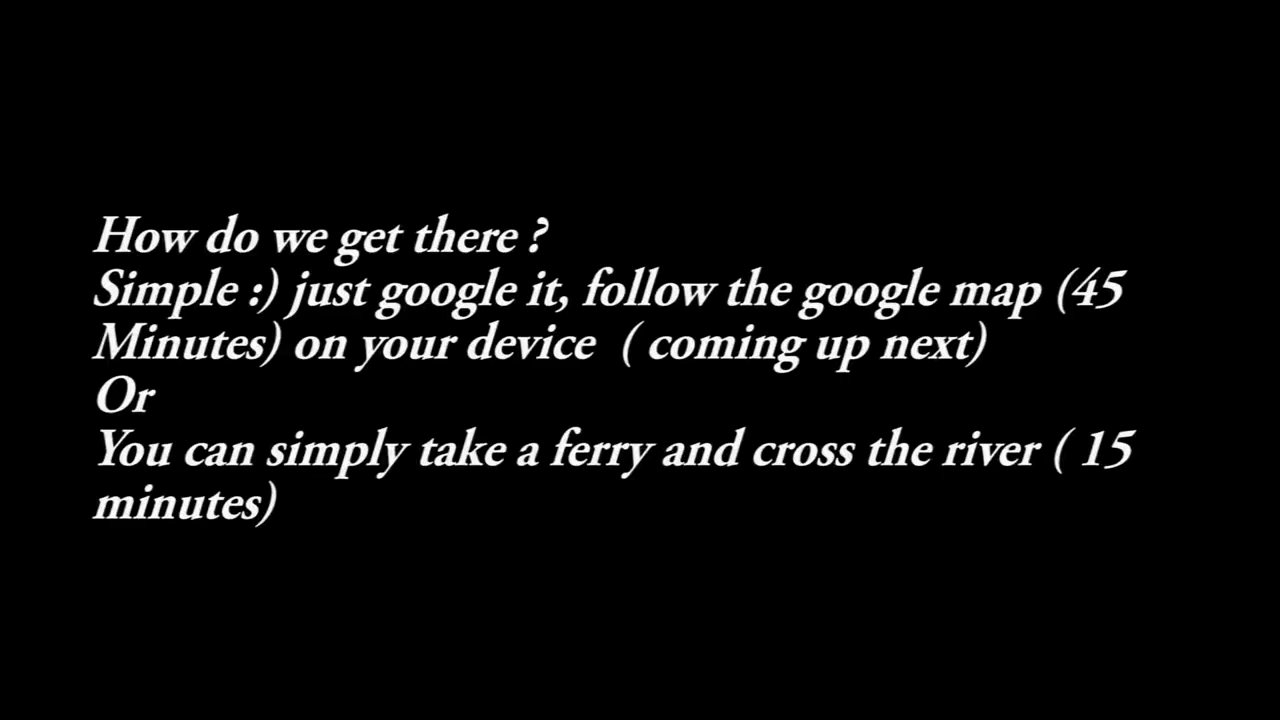 How do we get there ?
Simple :) just google it, follow the google map (45
Minutes) on your device  ( coming up next)
Or
You can simply take a ferry and cross the river ( 15
minutes)